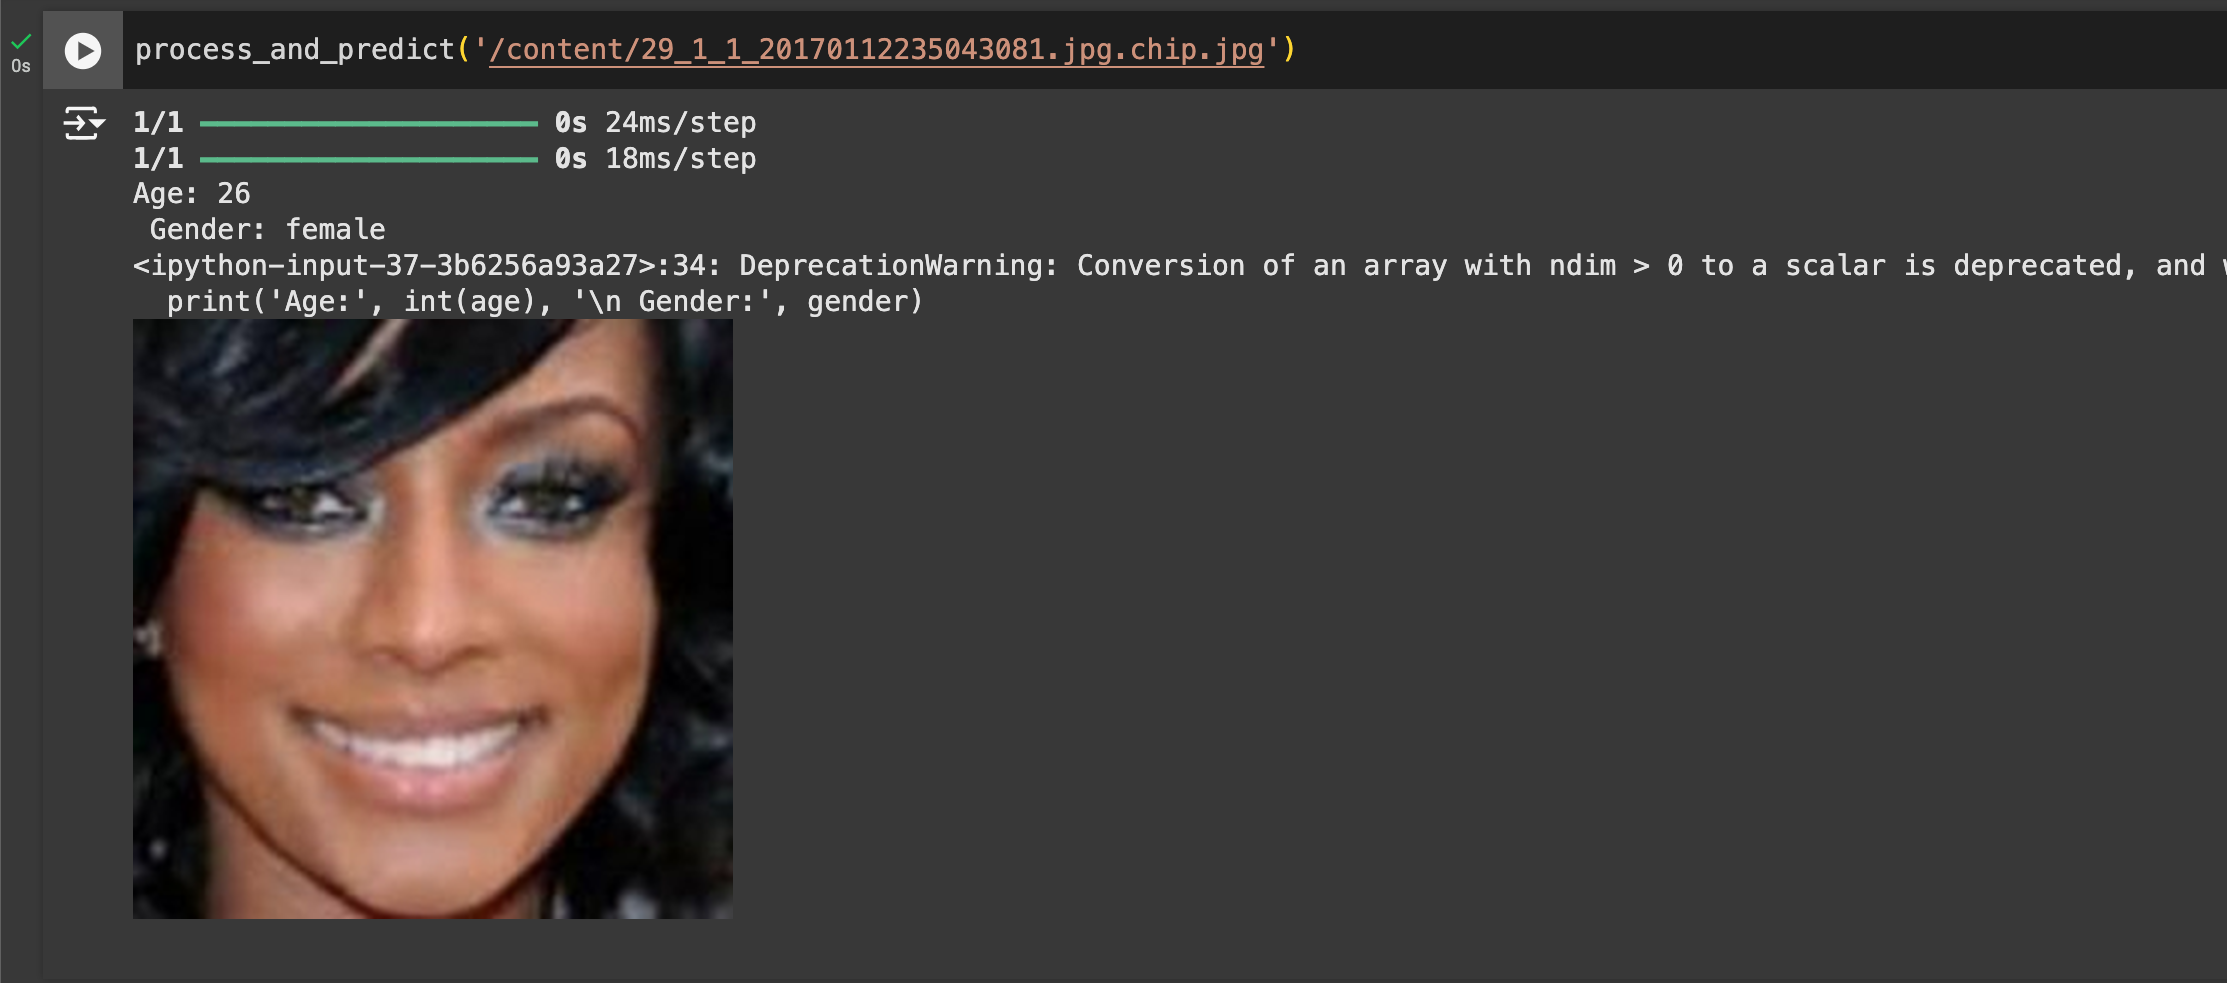 0s
process_and_predict('/content/29_1_1_20170112235043081.jpg.chip.jpg')
1/1 0s 24ms/step
1/1 0s 18ms/step
Age: 26
 Gender: female
<ipython-input-37-3b6256a93a27>:34: DeprecationWarning: Conversion of an array with ndim > 0 to a scalar is deprecated, and
  print('Age:', int(age), '\n Gender:', gender)